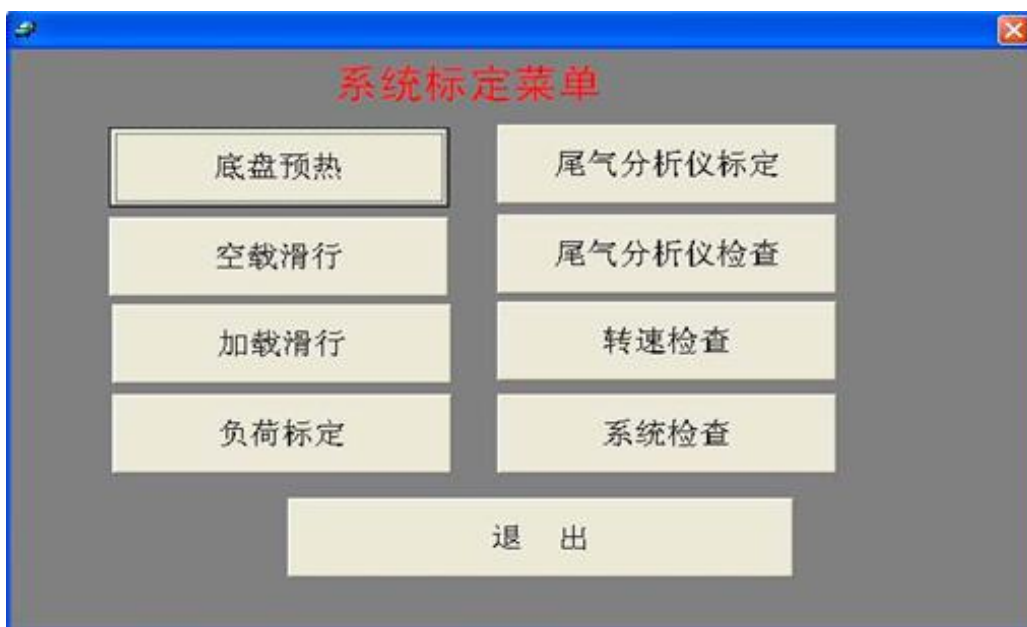 系统标定菜单
底盘预热
尾气分析仪标定
空载滑行
尾气分析仪检查
加载滑行
转速检查
负荷标定
系统检查
退 出